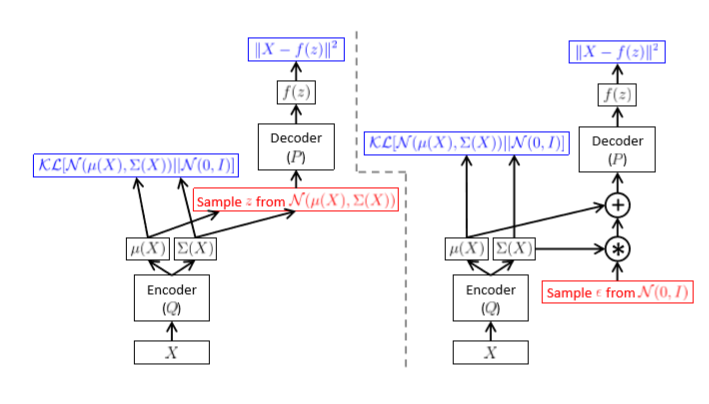 ‖X − f(z)‖²
f(z)
Decoder
(P)
𝒦ℒ[𝒩(μ(X), Σ(X))||𝒩(0, I)]
Sample z from 𝒩(μ(X), Σ(X))
μ(X) Σ(X)
Encoder
(Q)
X
‖X − f(z)‖²
f(z)
Decoder
(P)
𝒦ℒ[𝒩(μ(X), Σ(X))||𝒩(0, I)]
+
μ(X) Σ(X) *
Encoder
(Q)
Sample ϵ from 𝒩(0, I)
X